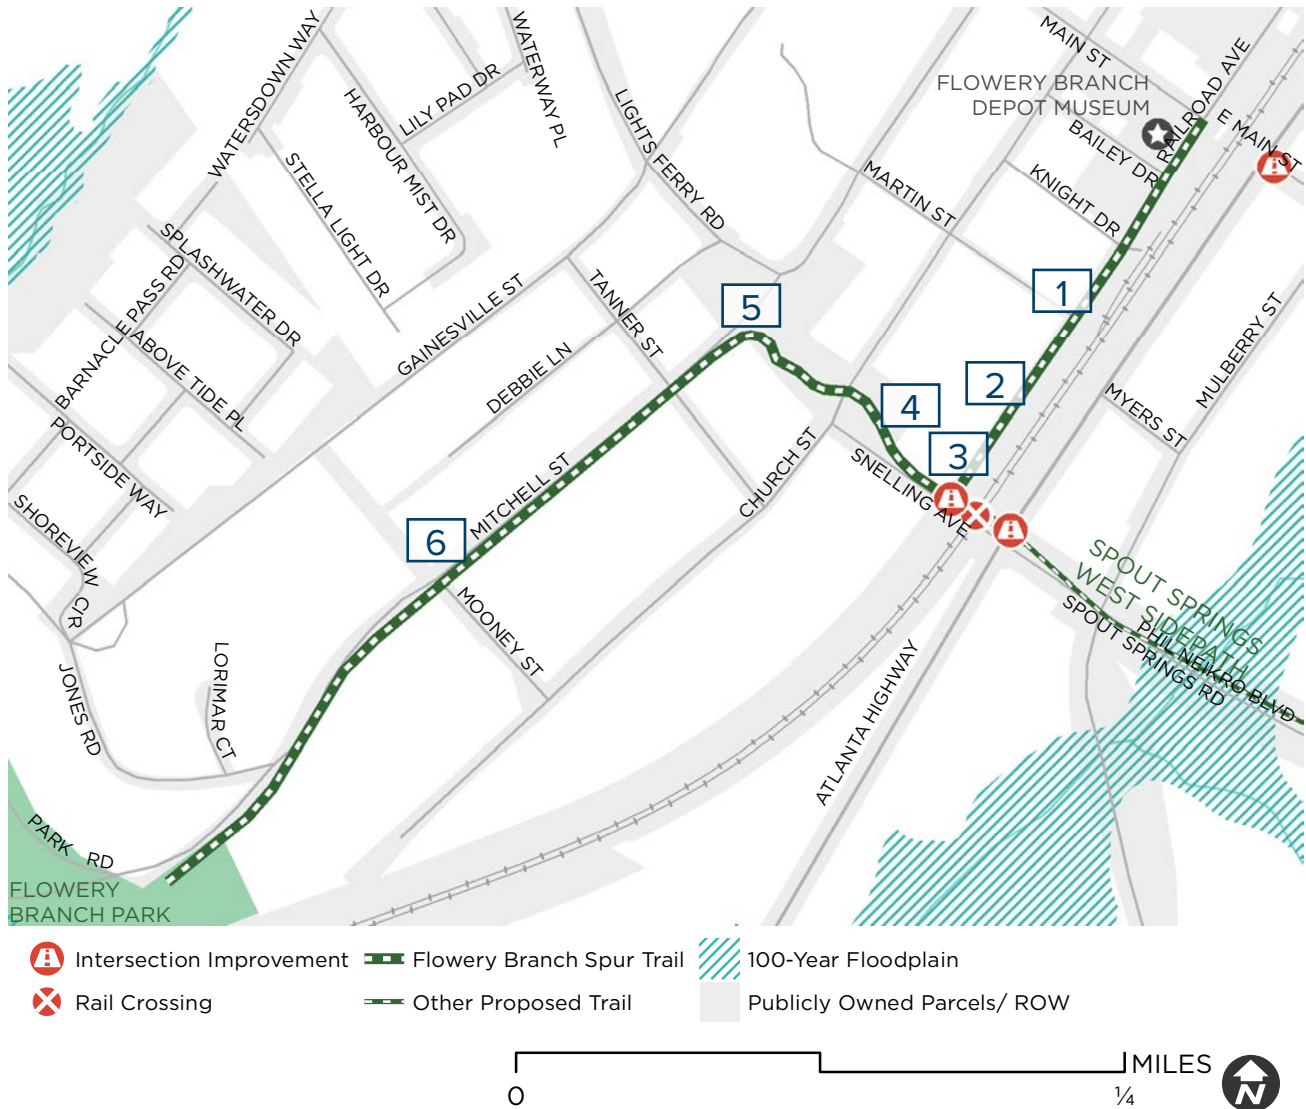 MAIN ST
RAILROAD AVE
E MAIN ST
FLOWERY BRANCH
DEPOT MUSEUM
BAILEY DR
KNIGHT DR
MARTIN ST
WATERSDOWN WAY
WATERWAY PL
LILY PAD DR
HARBOUR MIST DR
LIGHTS FERRY RD
STELLA LIGHT DR
SPLASHWATER DR
BARNACLE PASS RD
ABOVE TIDE PL
PORTSIDE WAY
SHOREVIEW CIR
GAINESVILLE ST
TANNER ST
DEBBIE LN
MITCHELL ST
CHURCH ST
SNELLING AVE
MYERS ST
MULBERRY ST
1
2
3
4
5
6
MOONEY ST
LORIMAR CT
JONES RD
PARK RD
FLOWERY
BRANCH PARK
ATLANTA HIGHWAY
SPOUT SPRINGS
WEST SIDEPATH
SPOUT SPRINGS RD
PHIL NEIKRO BLVD
Intersection Improvement
Flowery Branch Spur Trail
100-Year Floodplain
Rail Crossing
Other Proposed Trail
Publicly Owned Parcels/ ROW
MILES
0
¼
N